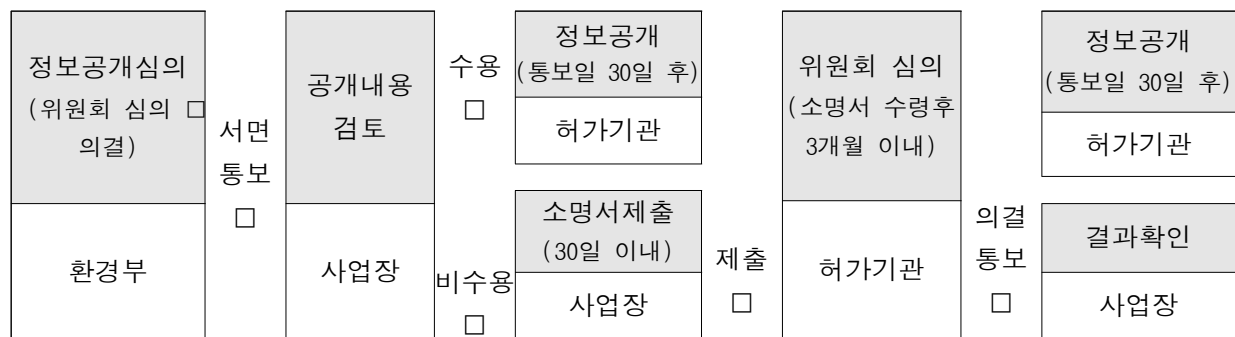 정보공개심의
(위원회 심의 □
의결)
환경부
서면
통보
□
공개내용
검토
사업장
수용
□
비수용
□
정보공개
(통보일 30일 후)
허가기관
소명서제출
(30일 이내)
사업장
제출
□
위원회 심의
(소명서 수령후
3개월 이내)
허가기관
의결
통보
□
정보공개
(통보일 30일 후)
허가기관
결과확인
사업장